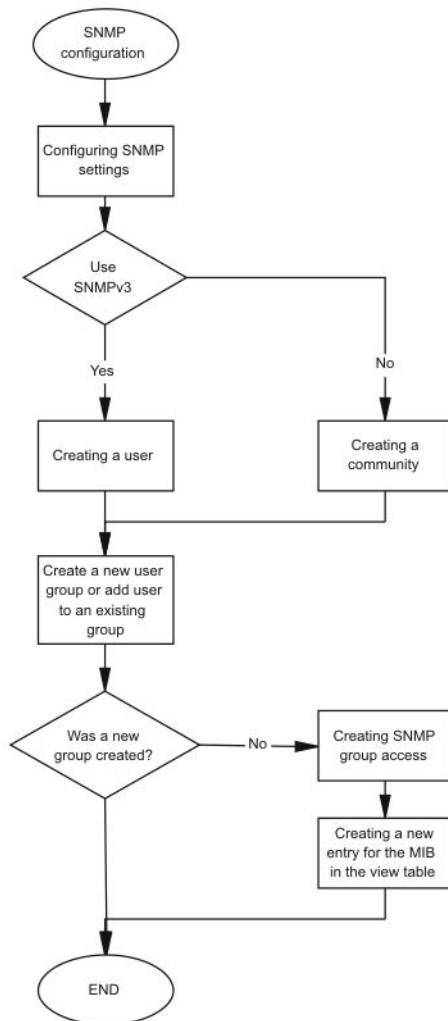 SNMP
configuration
Configuring SNMP
settings
Use
SNMPv3
Yes
No
Creating a user
Creating a
community
Create a new user
group or add user
to an existing
group
Was a new
group created?
No
Creating SNMP
group access
Creating a new
entry for the MIB
in the view table
END